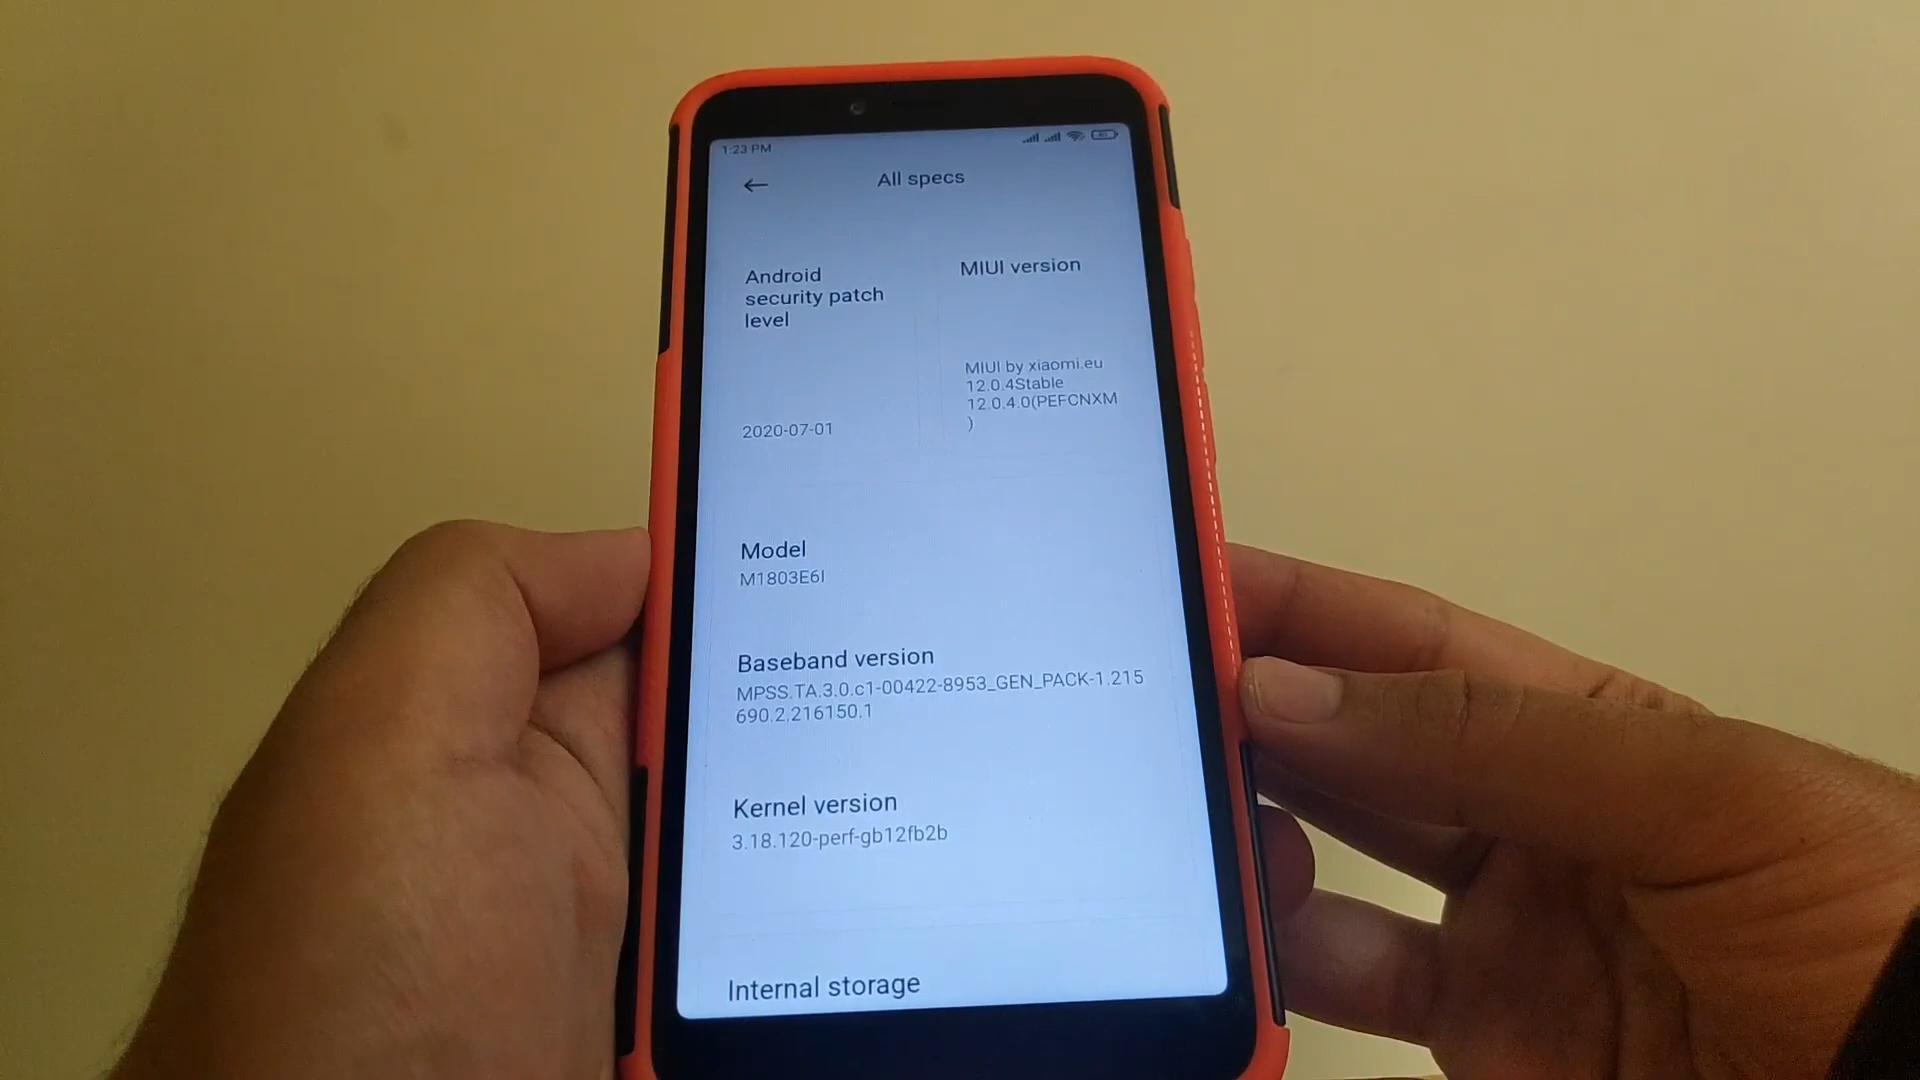 1:23 PM
All specs
Android
security patch
level
2020-07-01
MIUI version
MIUI by xiaomi.eu
12.0.4Stable
12.0.4.0(PEFCNXM
)
Model
M1803E6I
Baseband version
MPSS.TA.3.0.c1-00422-8953_GEN_PACK-1.215
690.2.216150.1
Kernel version
3.18.120-perf-gb12fb2b
Internal storage